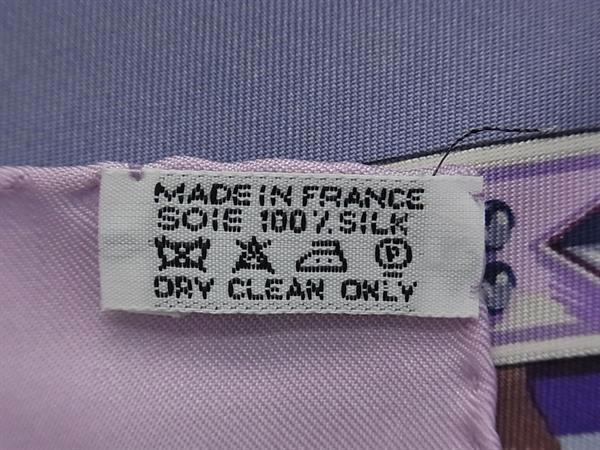 MADE IN FRANCE
SOIE 100% SILK
P
DRY CLEAN ONLY